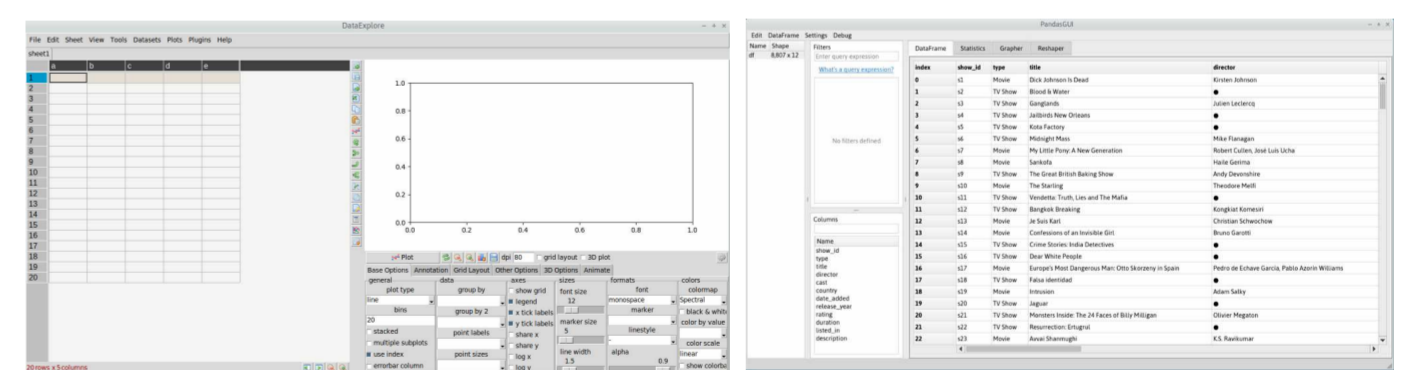 DataExplore
File Edit Sheet View Tools Datasets Plots Plugins Help
sheet1
a b c d e
1
2
3
4
5
6
7
8
9
10
11
12
13
14
15
16
17
18
19
20
1.0
0.8
0.6
0.4
0.2
0.0
0.0 0.2 0.4 0.6 0.8 1.0
Plot dpi 80 grid layout 3D plot
Base Options Annotation Grid Layout Other Options 3D Options Animate
general data axes sizes formats colors
plot type group by show grid font size font colormap
line legend 12 monospace Spectral
bins group by 2 x tick labels marker black & white
20 y tick labels marker size color by value
stacked point labels share x 5 linestyle
multiple subplots share y - color scale
use index point sizes log x line width alpha linear
errorbar column log y 1.5 0.9 show colorba
20 rows x 5 columns
PandasGUI
Edit DataFrame Settings Debug
Name Shape
df 8,807 x 12
Filters
Enter query expression
What's a query expression?
No filters defined
Columns
Name
show_id
type
title
director
cast
country
date_added
release_year
rating
duration
listed_in
description
DataFrame Statistics Grapher Reshaper
index show_id type title director
0 s1 Movie Dick Johnson Is Dead Kirsten Johnson
1 s2 TV Show Blood & Water ●
2 s3 TV Show Ganglands Julien Leclercq
3 s4 TV Show Jailbirds New Orleans ●
4 s5 TV Show Kota Factory ●
5 s6 TV Show Midnight Mass Mike Flanagan
6 s7 Movie My Little Pony: A New Generation Robert Cullen, José Luis Ucha
7 s8 Movie Sankofa Haile Gerima
8 s9 TV Show The Great British Baking Show Andy Devonshire
9 s10 Movie The Starling Theodore Melfi
10 s11 TV Show Vendetta: Truth, Lies and The Mafia ●
11 s12 TV Show Bangkok Breaking Kongkiat Komesiri
12 s13 Movie Je Suis Karl Christian Schwochow
13 s14 Movie Confessions of an Invisible Girl Bruno Garotti
14 s15 TV Show Crime Stories: India Detectives ●
15 s16 TV Show Dear White People ●
16 s17 Movie Europe's Most Dangerous Man: Otto Skorzeny in Spain Pedro de Echave García, Pablo Azorín Williams
17 s18 TV Show Falsa identidad ●
18 s19 Movie Intrusion Adam Salky
19 s20 TV Show Jaguar ●
20 s21 TV Show Monsters Inside: The 24 Faces of Billy Milligan Olivier Megaton
21 s22 TV Show Resurrection: Ertugrul ●
22 s23 Movie Avvai Shanmughi K.S. Ravikumar